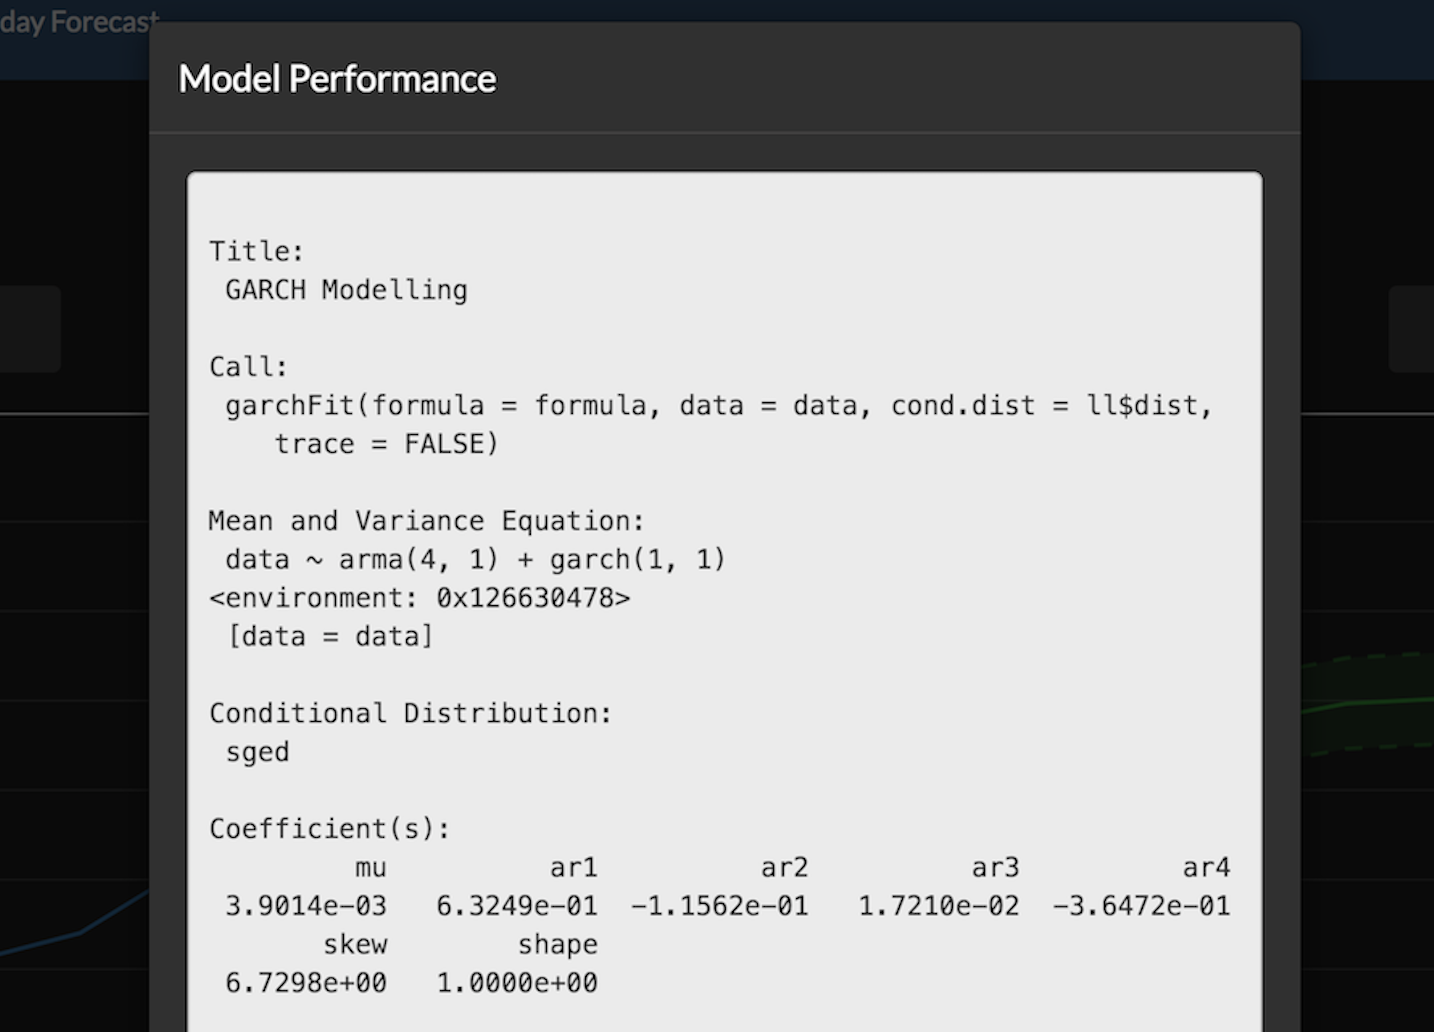 day Forecast
Model Performance
Title:
GARCH Modelling
Call:
garchFit(formula = formula, data = data, cond.dist = ll$dist,
trace = FALSE)
Mean and Variance Equation:
data ~ arma(4, 1) + garch(1, 1)
<environment: 0x126630478>
[data = data]
Conditional Distribution:
sged
Coefficient(s):
mu ar1 ar2 ar3 ar4
3.9014e-03 6.3249e-01 -1.1562e-01 1.7210e-02 -3.6472e-01
skew shape
6.7298e+00 1.0000e+00